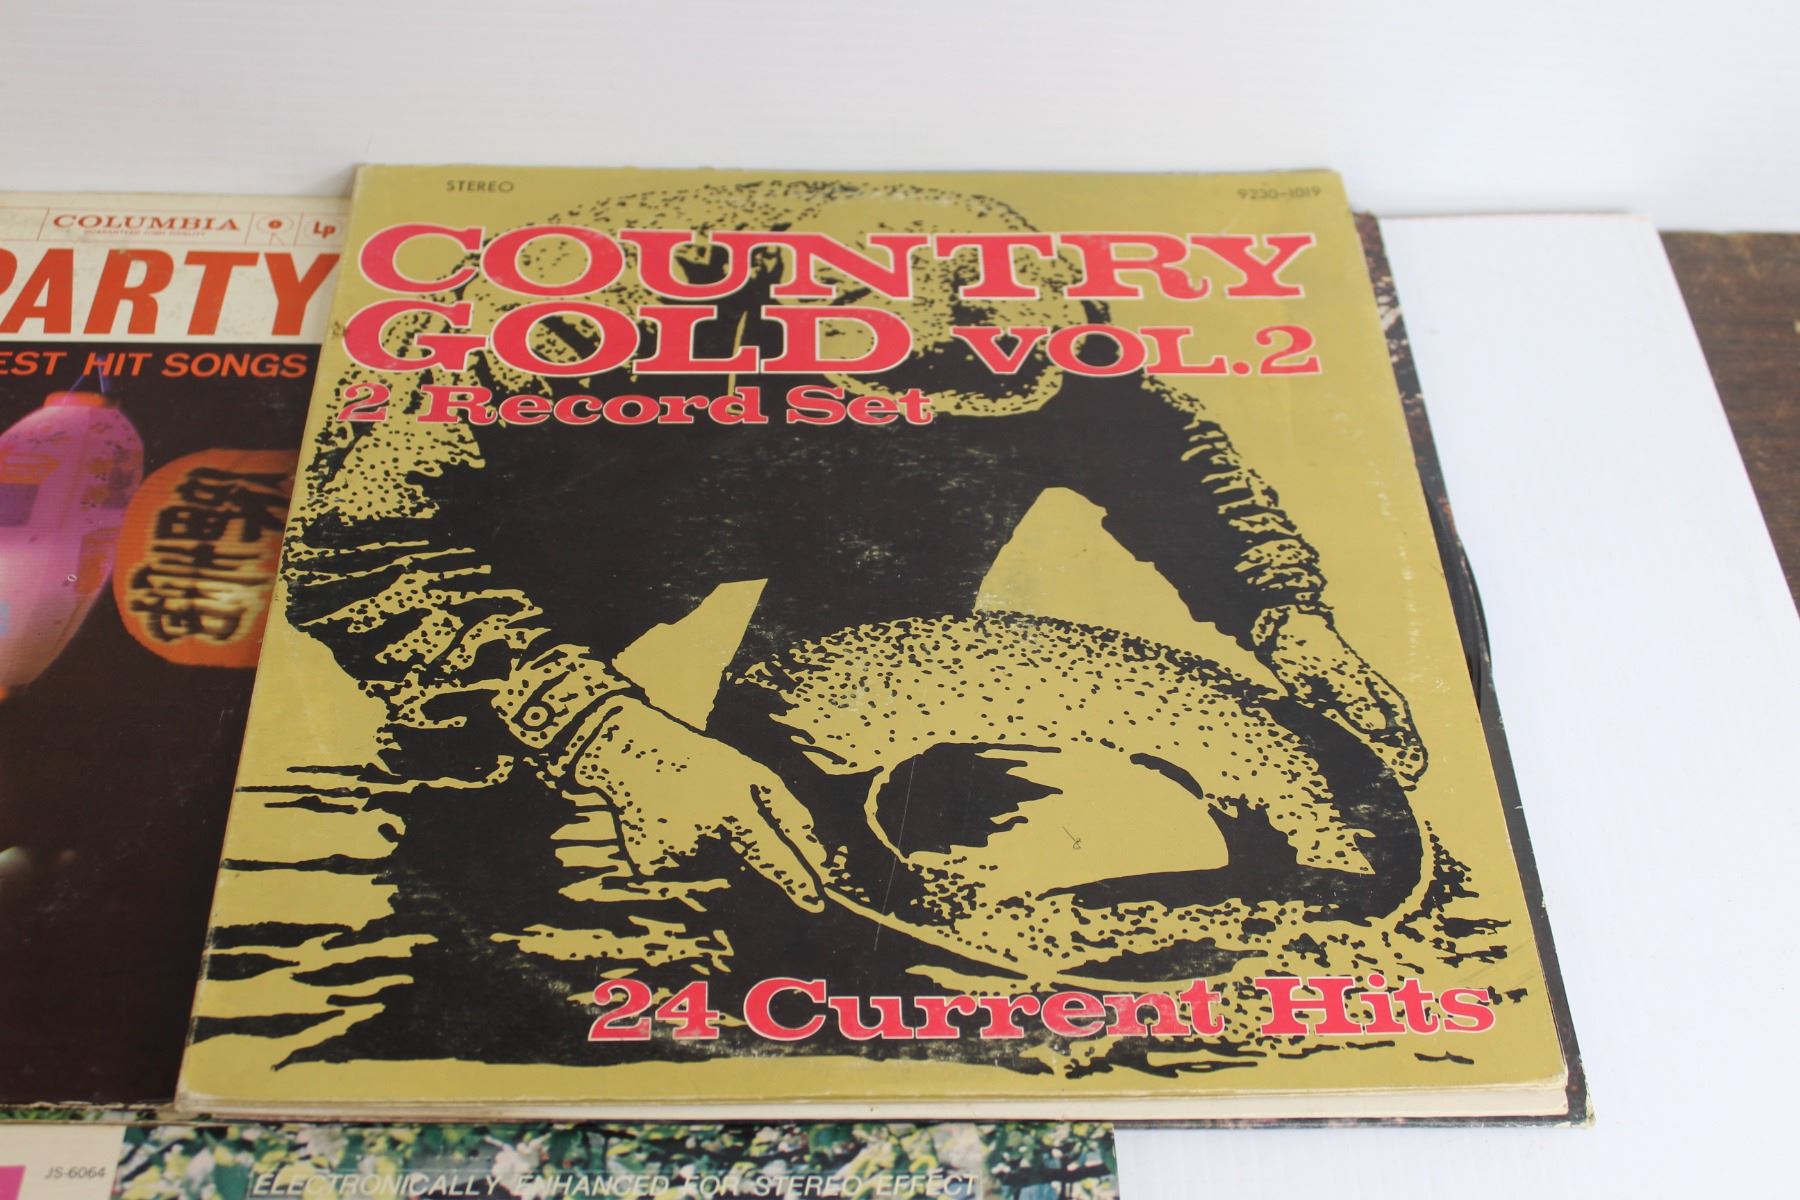 COLUMBIA
Lp
PARTY
EST HIT SONGS
STEREO
9230-1019
COUNTRY
GOLD VOL.2
2 Record Set
24 Current Hits
JS-6064
ELECTRONICALLY ENHANCED FOR STEREO EFFECT